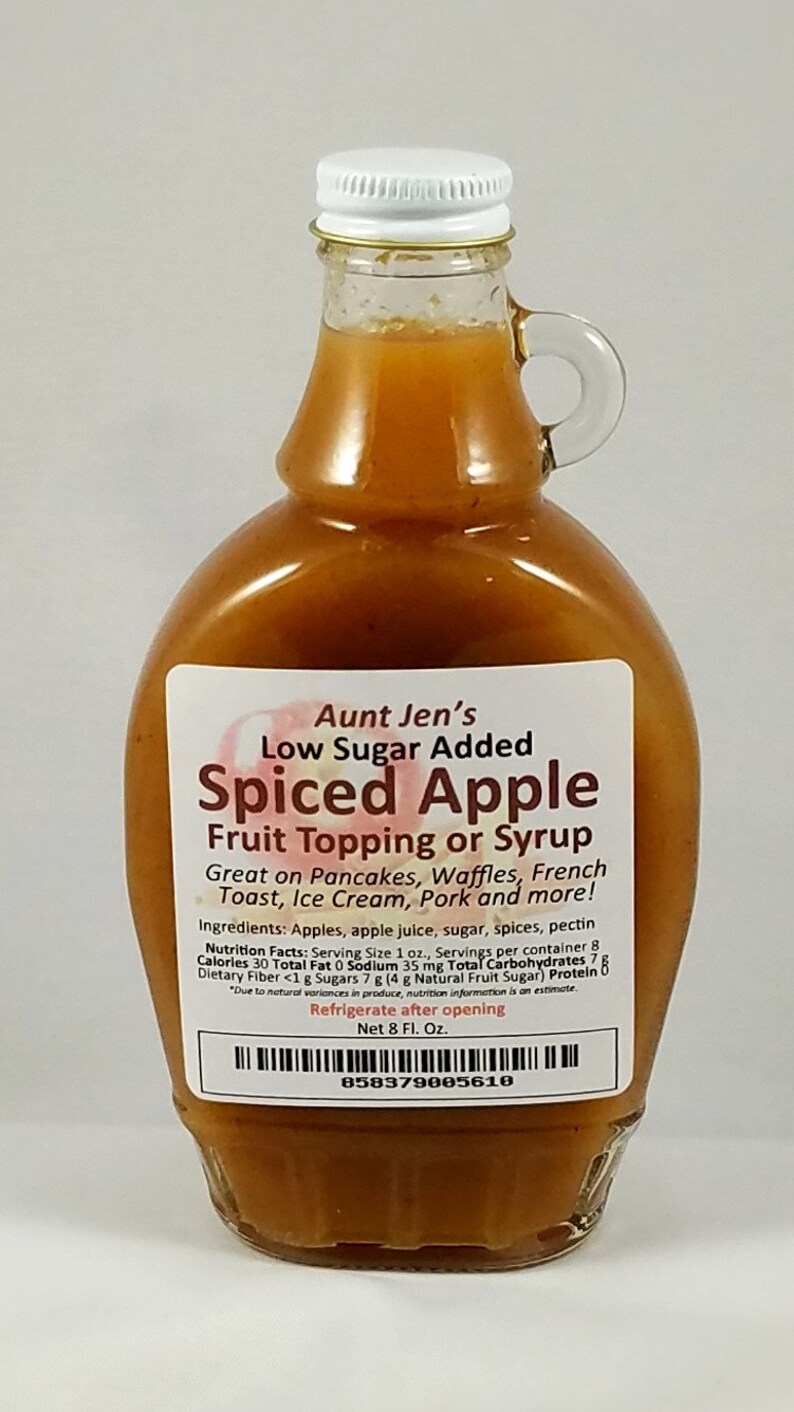 Aunt Jen's
Low Sugar Added
Spiced Apple
Fruit Topping or Syrup
Great on Pancakes, Waffles, French
Toast, Ice Cream, Pork and more!
Ingredients: Apples, apple juice, sugar, spices, pectin
Nutrition Facts: Serving Size 1 oz., Servings per container 8
Calories 30 Total Fat 0 Sodium 35 mg Total Carbohydrates 7 g
Dietary Fiber <1 g Sugars 7 g (4 g Natural Fruit Sugar) Protein 0
*Due to natural variances in produce, nutrition information is an estimate.
Refrigerate after opening
Net 8 Fl. Oz.
858379005610